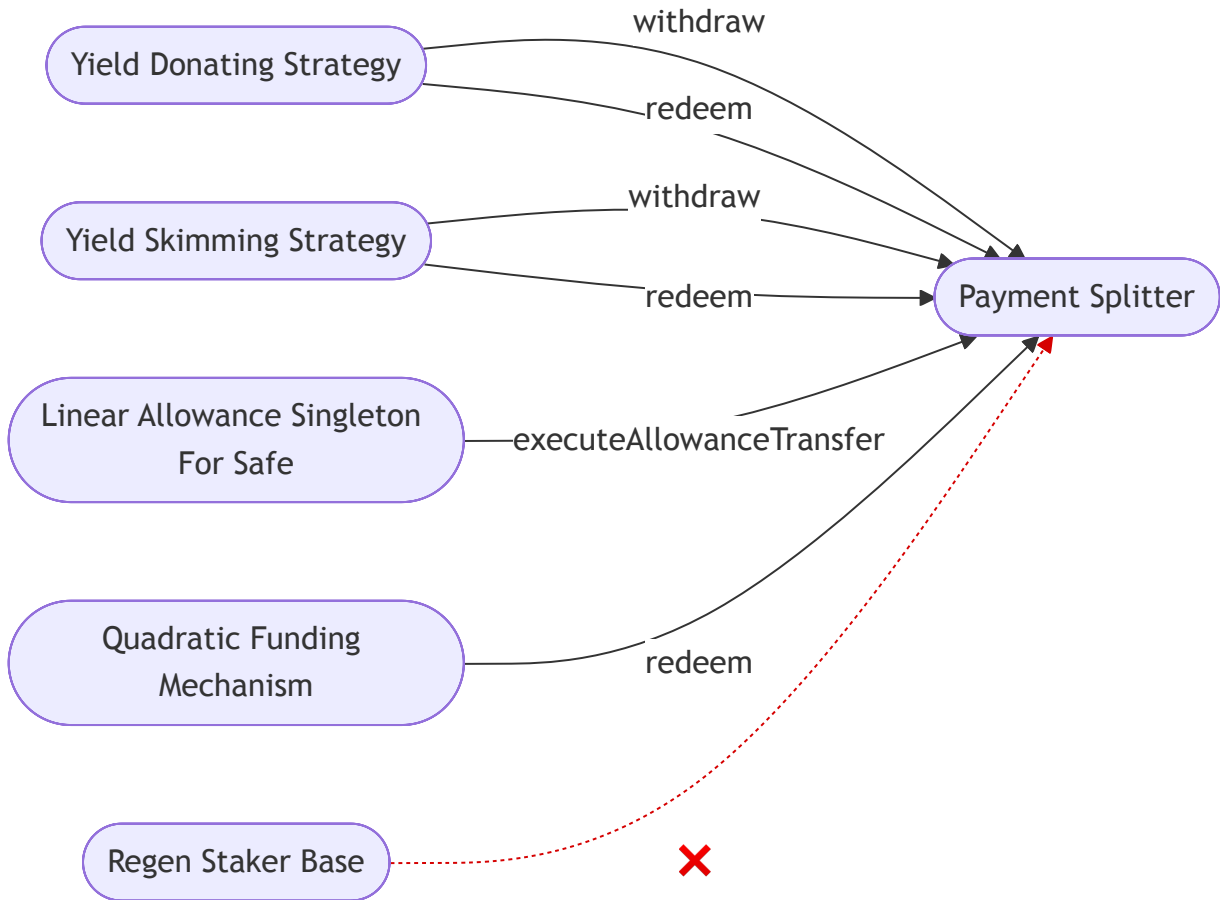 withdraw
Yield Donating Strategy
redeem
withdraw
Yield Skimming Strategy
redeem
Payment Splitter
Linear Allowance Singleton
For Safe
executeAllowanceTransfer
Quadratic Funding
Mechanism
redeem
Regen Staker Base